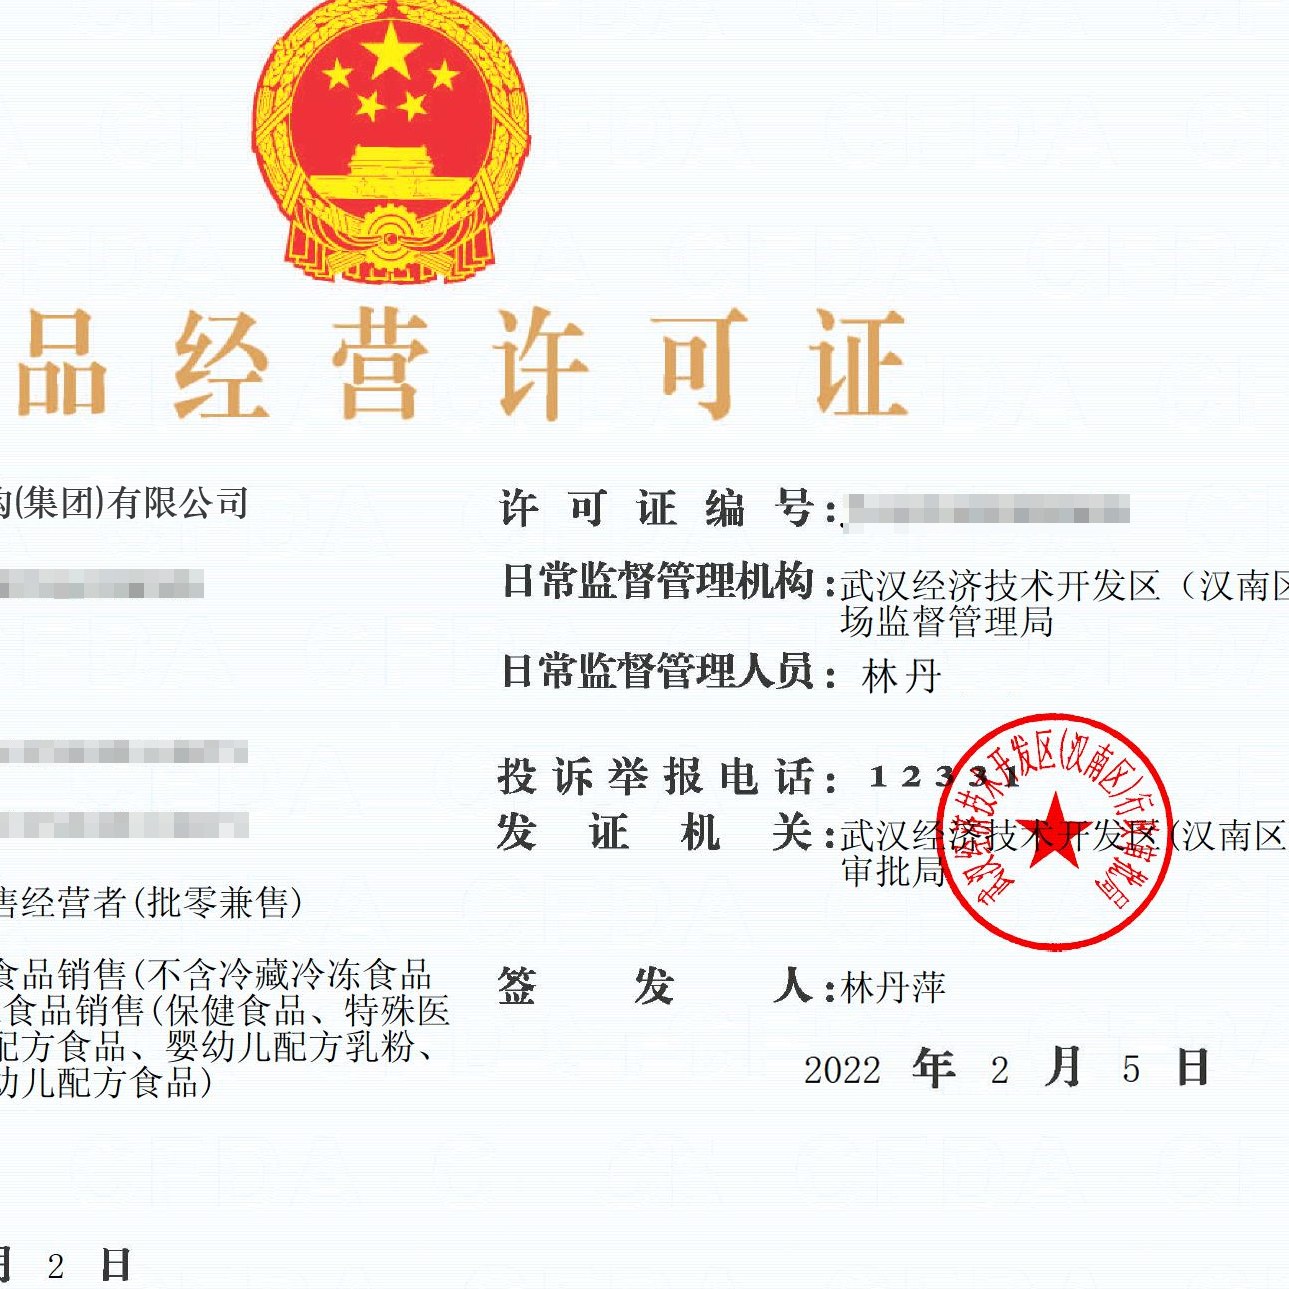 品经营许可证
(集团)有限公司
许可证编号:
日常监督管理机构:武汉经济技术开发区（汉南区
场监督管理局
日常监督管理人员:林丹
投诉举报电话:12331
发证机关:武汉经济技术开发区(汉南区
审批局
武汉经济技术开发区(汉南区)行政审批局
售经营者(批零兼售)
食品销售(不含冷藏冷冻食品
食品销售(保健食品、特殊医
配方食品、婴幼儿配方乳粉、
幼儿配方食品)
签发人:林丹萍
2022年2月5日
月2日